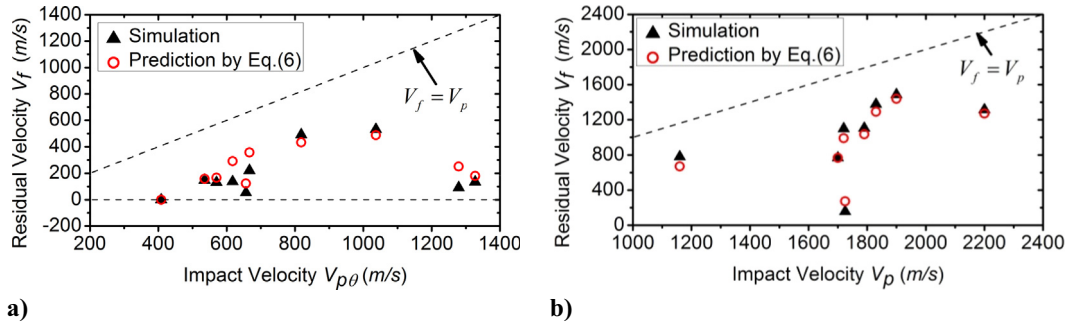 1400
1200
1000
800
600
400
200
0
-200
Residual Velocity Vf (m/s)
Simulation
Prediction by Eq.(6)
Vf = Vp
200 400 600 800 1000 1200 1400
Impact Velocity Vpθ (m/s)
a)
2400
2000
1600
1200
800
400
0
Residual Velocity Vf (m/s)
Simulation
Prediction by Eq.(6)
Vf = Vp
1000 1200 1400 1600 1800 2000 2200 2400
Impact Velocity Vp (m/s)
b)